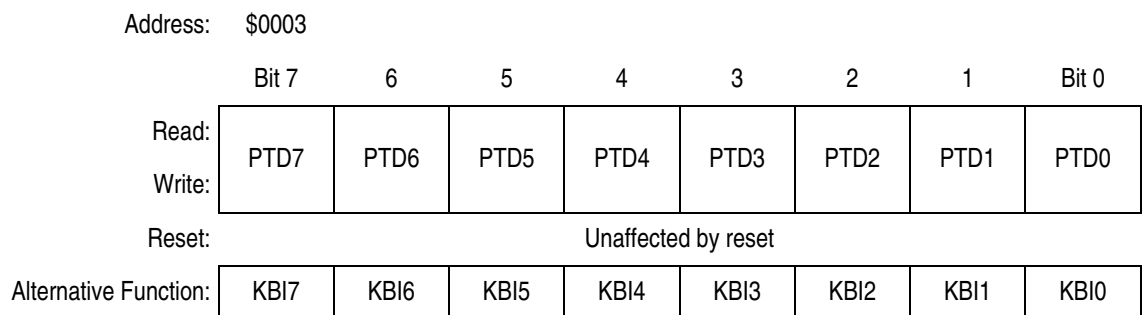 Address: $0003
Bit 7 6 5 4 3 2 1 Bit 0
Read:
PTD7 PTD6 PTD5 PTD4 PTD3 PTD2 PTD1 PTD0
Write:
Reset: Unaffected by reset
Alternative Function: KBI7 KBI6 KBI5 KBI4 KBI3 KBI2 KBI1 KBI0